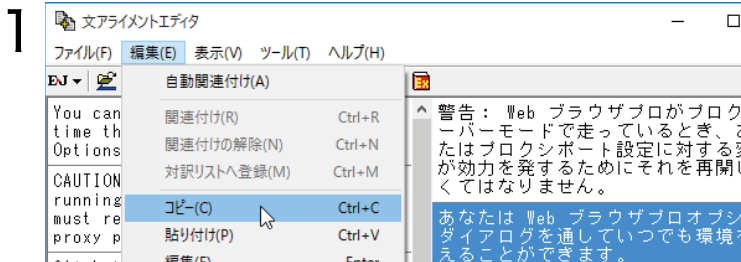 1
文アライメントエディタ
ファイル(F) 編集(E) 表示(V) ツール(T) ヘルプ(H)
EJ
自動関連付け(A)
関連付け(R) Ctrl+R
関連付けの解除(N) Ctrl+N
対訳リストへ登録(M) Ctrl+M
コピー(C) Ctrl+C
貼り付け(P) Ctrl+V
You can
time th
Options
CAUTION
running
must re
proxy p
警告: Web ブラウザプロがプロク
ーバーモードで走っているとき、
たはプロクシポート設定に対する
が効力を発するためにそれを再開
くてはなりません。
あなたは Web ブラウザプロオプシ
ダイアログを通していつでも環境
えることができます。